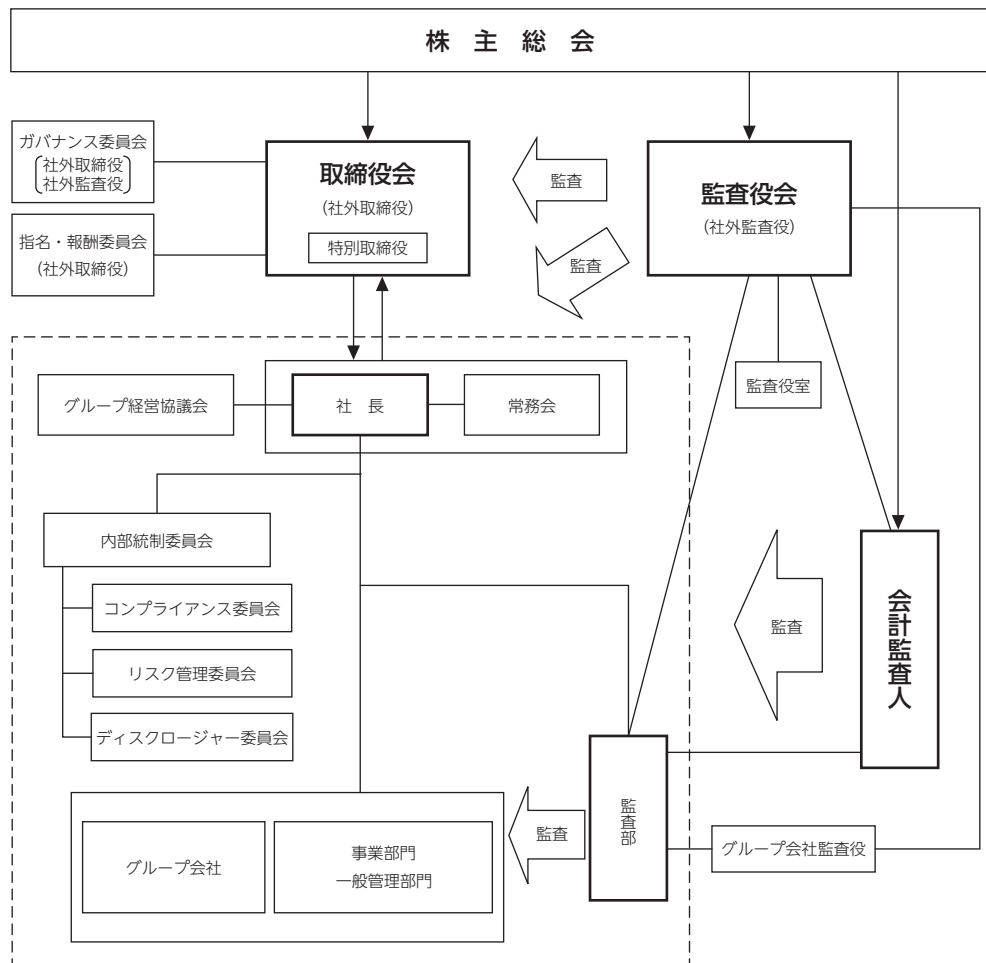 株主総会
ガバナンス委員会
社外取締役
社外監査役
指名・報酬委員会
(社外取締役)
取締役会
(社外取締役)
特別取締役
監査
監査
監査役会
(社外監査役)
監査役室
グループ経営協議会
社 長
常務会
内部統制委員会
コンプライアンス委員会
リスク管理委員会
ディスクロージャー委員会
監査
会計監査人
グループ会社
事業部門
一般管理部門
監査
監査部
グループ会社監査役